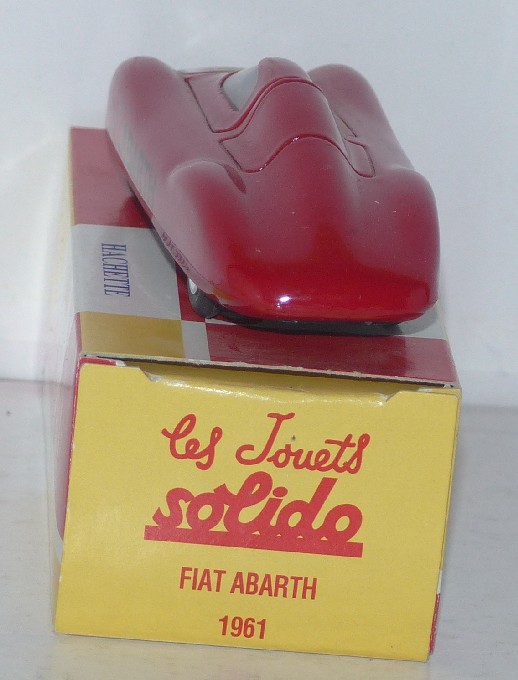 HACHETTE
les Jouets
solido
FIAT ABARTH
1961